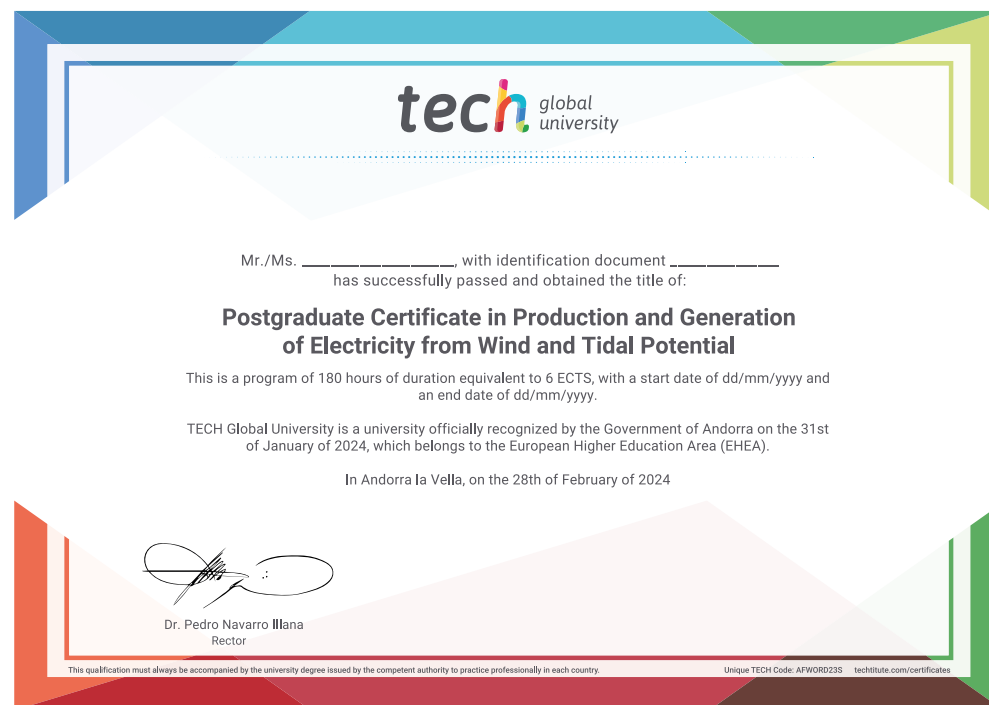 tech global university
Mr./Ms. ____________________, with identification document ______________
has successfully passed and obtained the title of:
Postgraduate Certificate in Production and Generation
of Electricity from Wind and Tidal Potential
This is a program of 180 hours of duration equivalent to 6 ECTS, with a start date of dd/mm/yyyy and
an end date of dd/mm/yyyy.
TECH Global University is a university officially recognized by the Government of Andorra on the 31st
of January of 2024, which belongs to the European Higher Education Area (EHEA).
In Andorra la Vella, on the 28th of February of 2024
Dr. Pedro Navarro Illana
Rector
This qualification must always be accompanied by the university degree issued by the competent authority to practice professionally in each country. Unique TECH Code: AFWORD23S techtitute.com/certificates